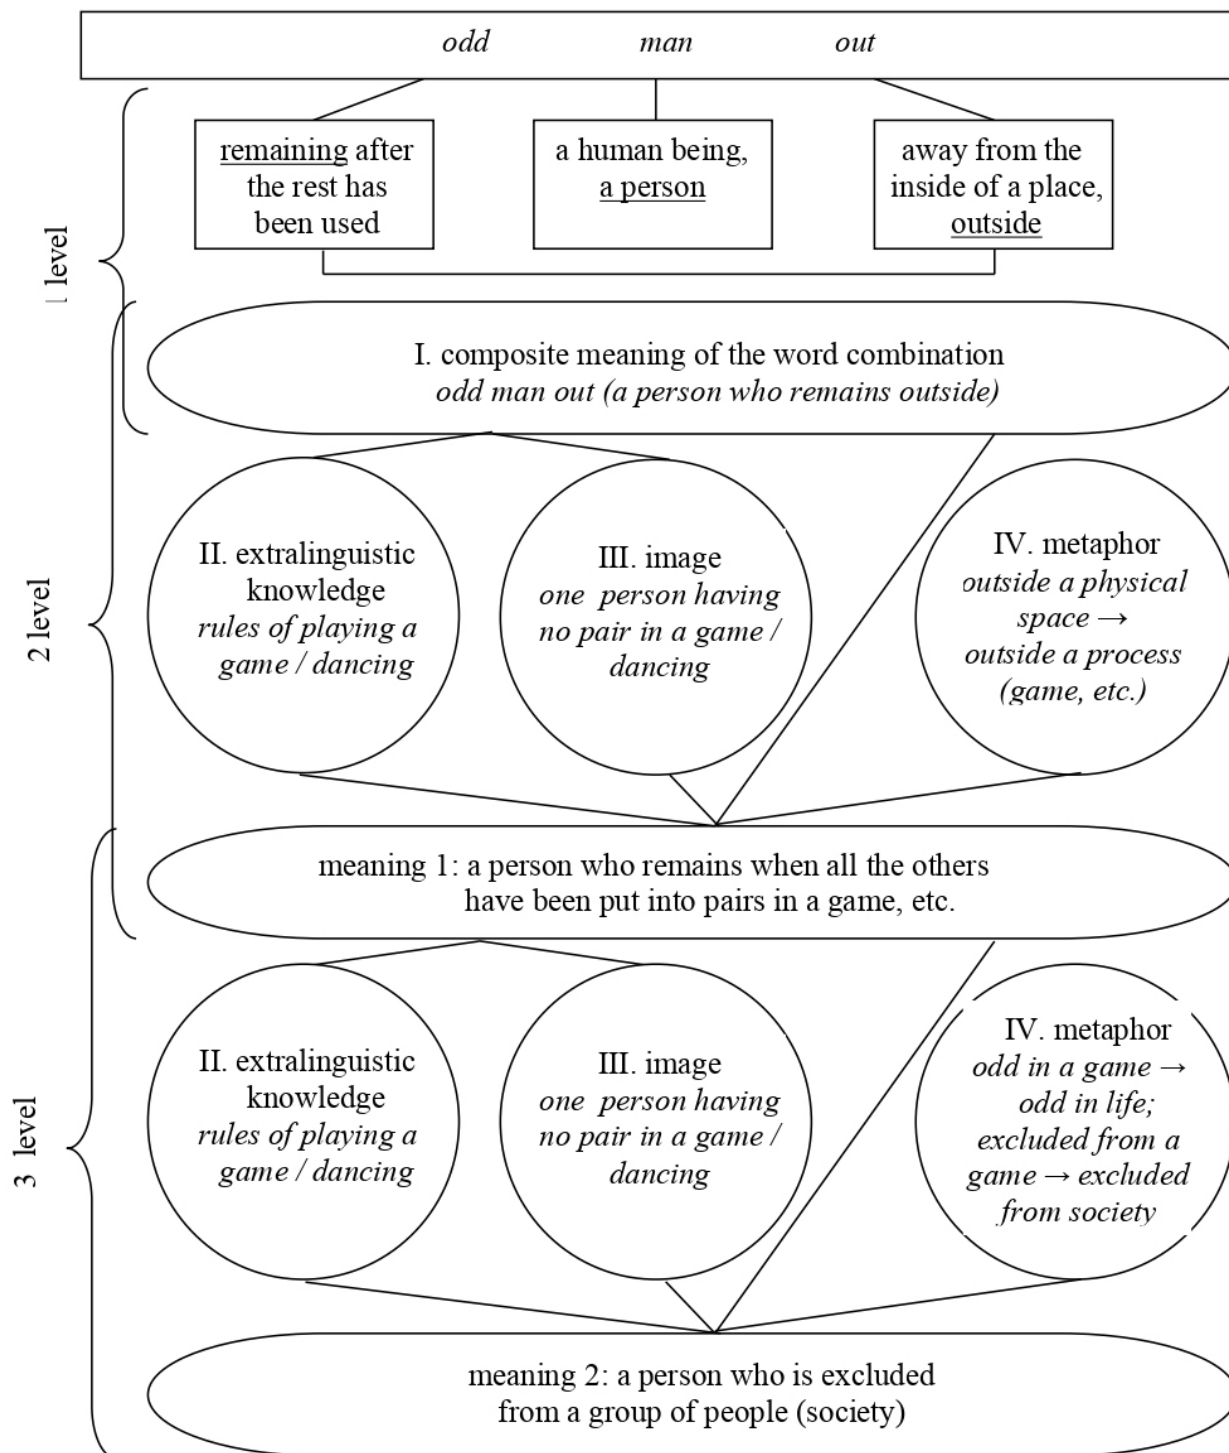 odd man out
remaining after
the rest has
been used
a human being,
a person
away from the
inside of a place,
outside
1 level
I. composite meaning of the word combination
odd man out (a person who remains outside)
2 level
II. extralinguistic
knowledge
rules of playing a
game / dancing
III. image
one person having
no pair in a game /
dancing
IV. metaphor
outside a physical
space →
outside a process
(game, etc.)
meaning 1: a person who remains when all the others
have been put into pairs in a game, etc.
3 level
II. extralinguistic
knowledge
rules of playing a
game / dancing
III. image
one person having
no pair in a game /
dancing
IV. metaphor
odd in a game →
odd in life;
excluded from a
game → excluded
from society
meaning 2: a person who is excluded
from a group of people (society)